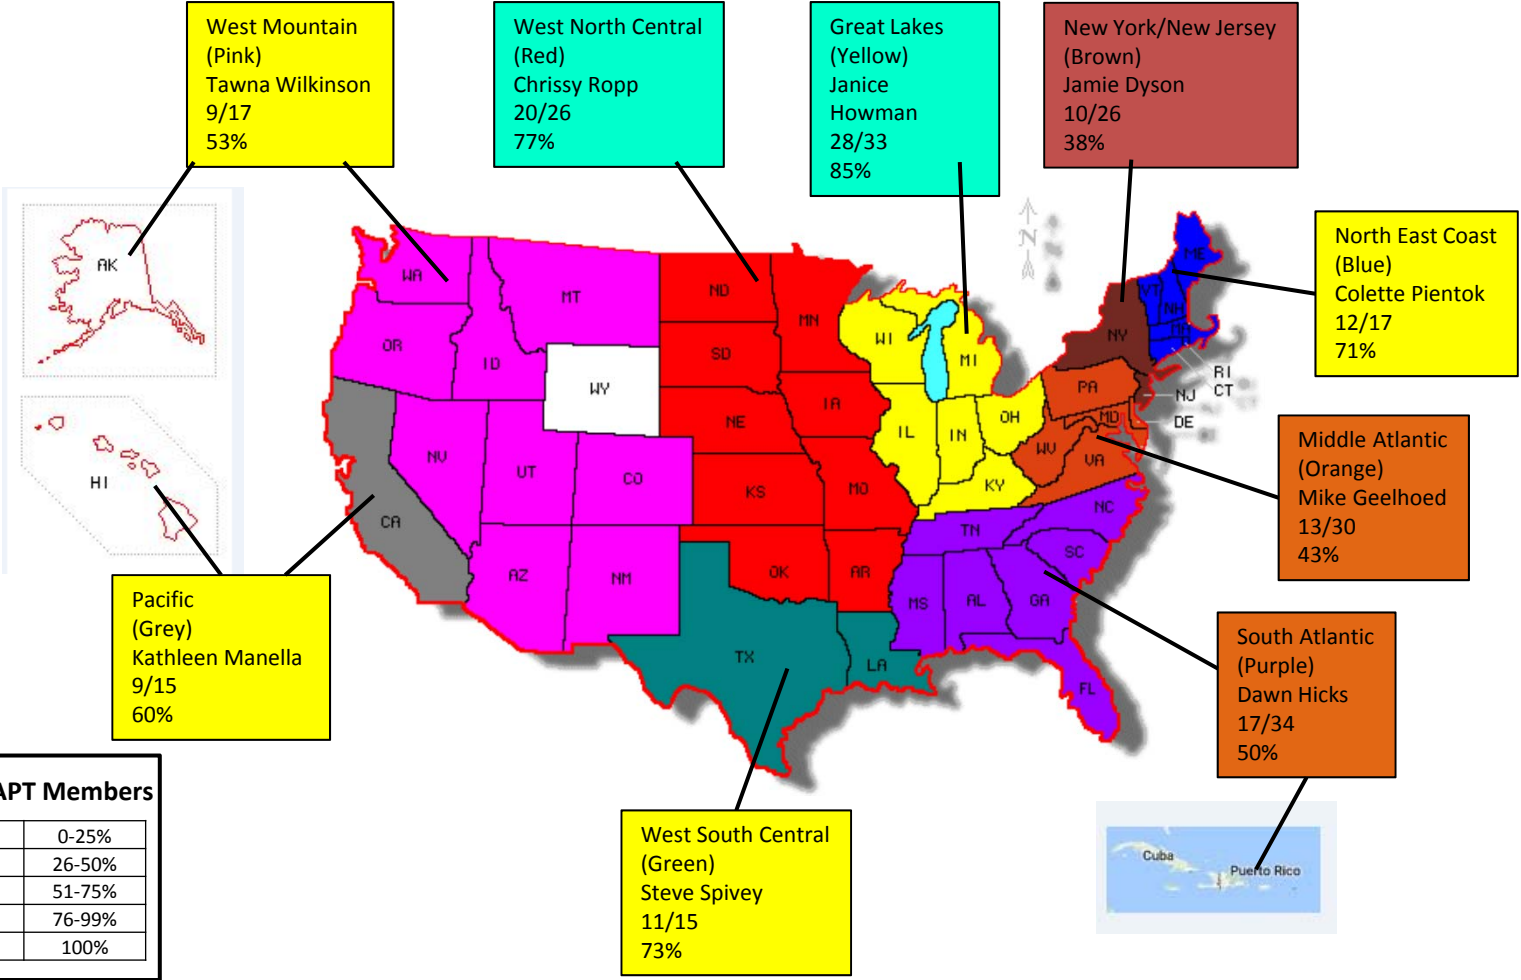 West Mountain
(Pink)
Tawna Wilkinson
9/17
53%
West North Central
(Red)
Chrissy Ropp
20/26
77%
Great Lakes
(Yellow)
Janice
Howman
28/33
85%
New York/New Jersey
(Brown)
Jamie Dyson
10/26
38%
North East Coast
(Blue)
Colette Pientok
12/17
71%
Middle Atlantic
(Orange)
Mike Geelhoed
13/30
43%
South Atlantic
(Purple)
Dawn Hicks
17/34
50%
West South Central
(Green)
Steve Spivey
11/15
73%
Pacific
(Grey)
Kathleen Manella
9/15
60%
APT Members
0-25%
26-50%
51-75%
76-99%
100%
AK
HI
WA
OR
ID
MT
WY
NV
UT
CO
CA
AZ
NM
ND
SD
NE
KS
OK
MN
IA
MO
AR
TX
LA
WI
MI
IL
IN
OH
KY
TN
MS
AL
GA
FL
SC
NC
VA
WV
PA
MD
DE
NJ
NY
CT
RI
MA
NH
VT
ME
N
Cuba
Puerto Rico